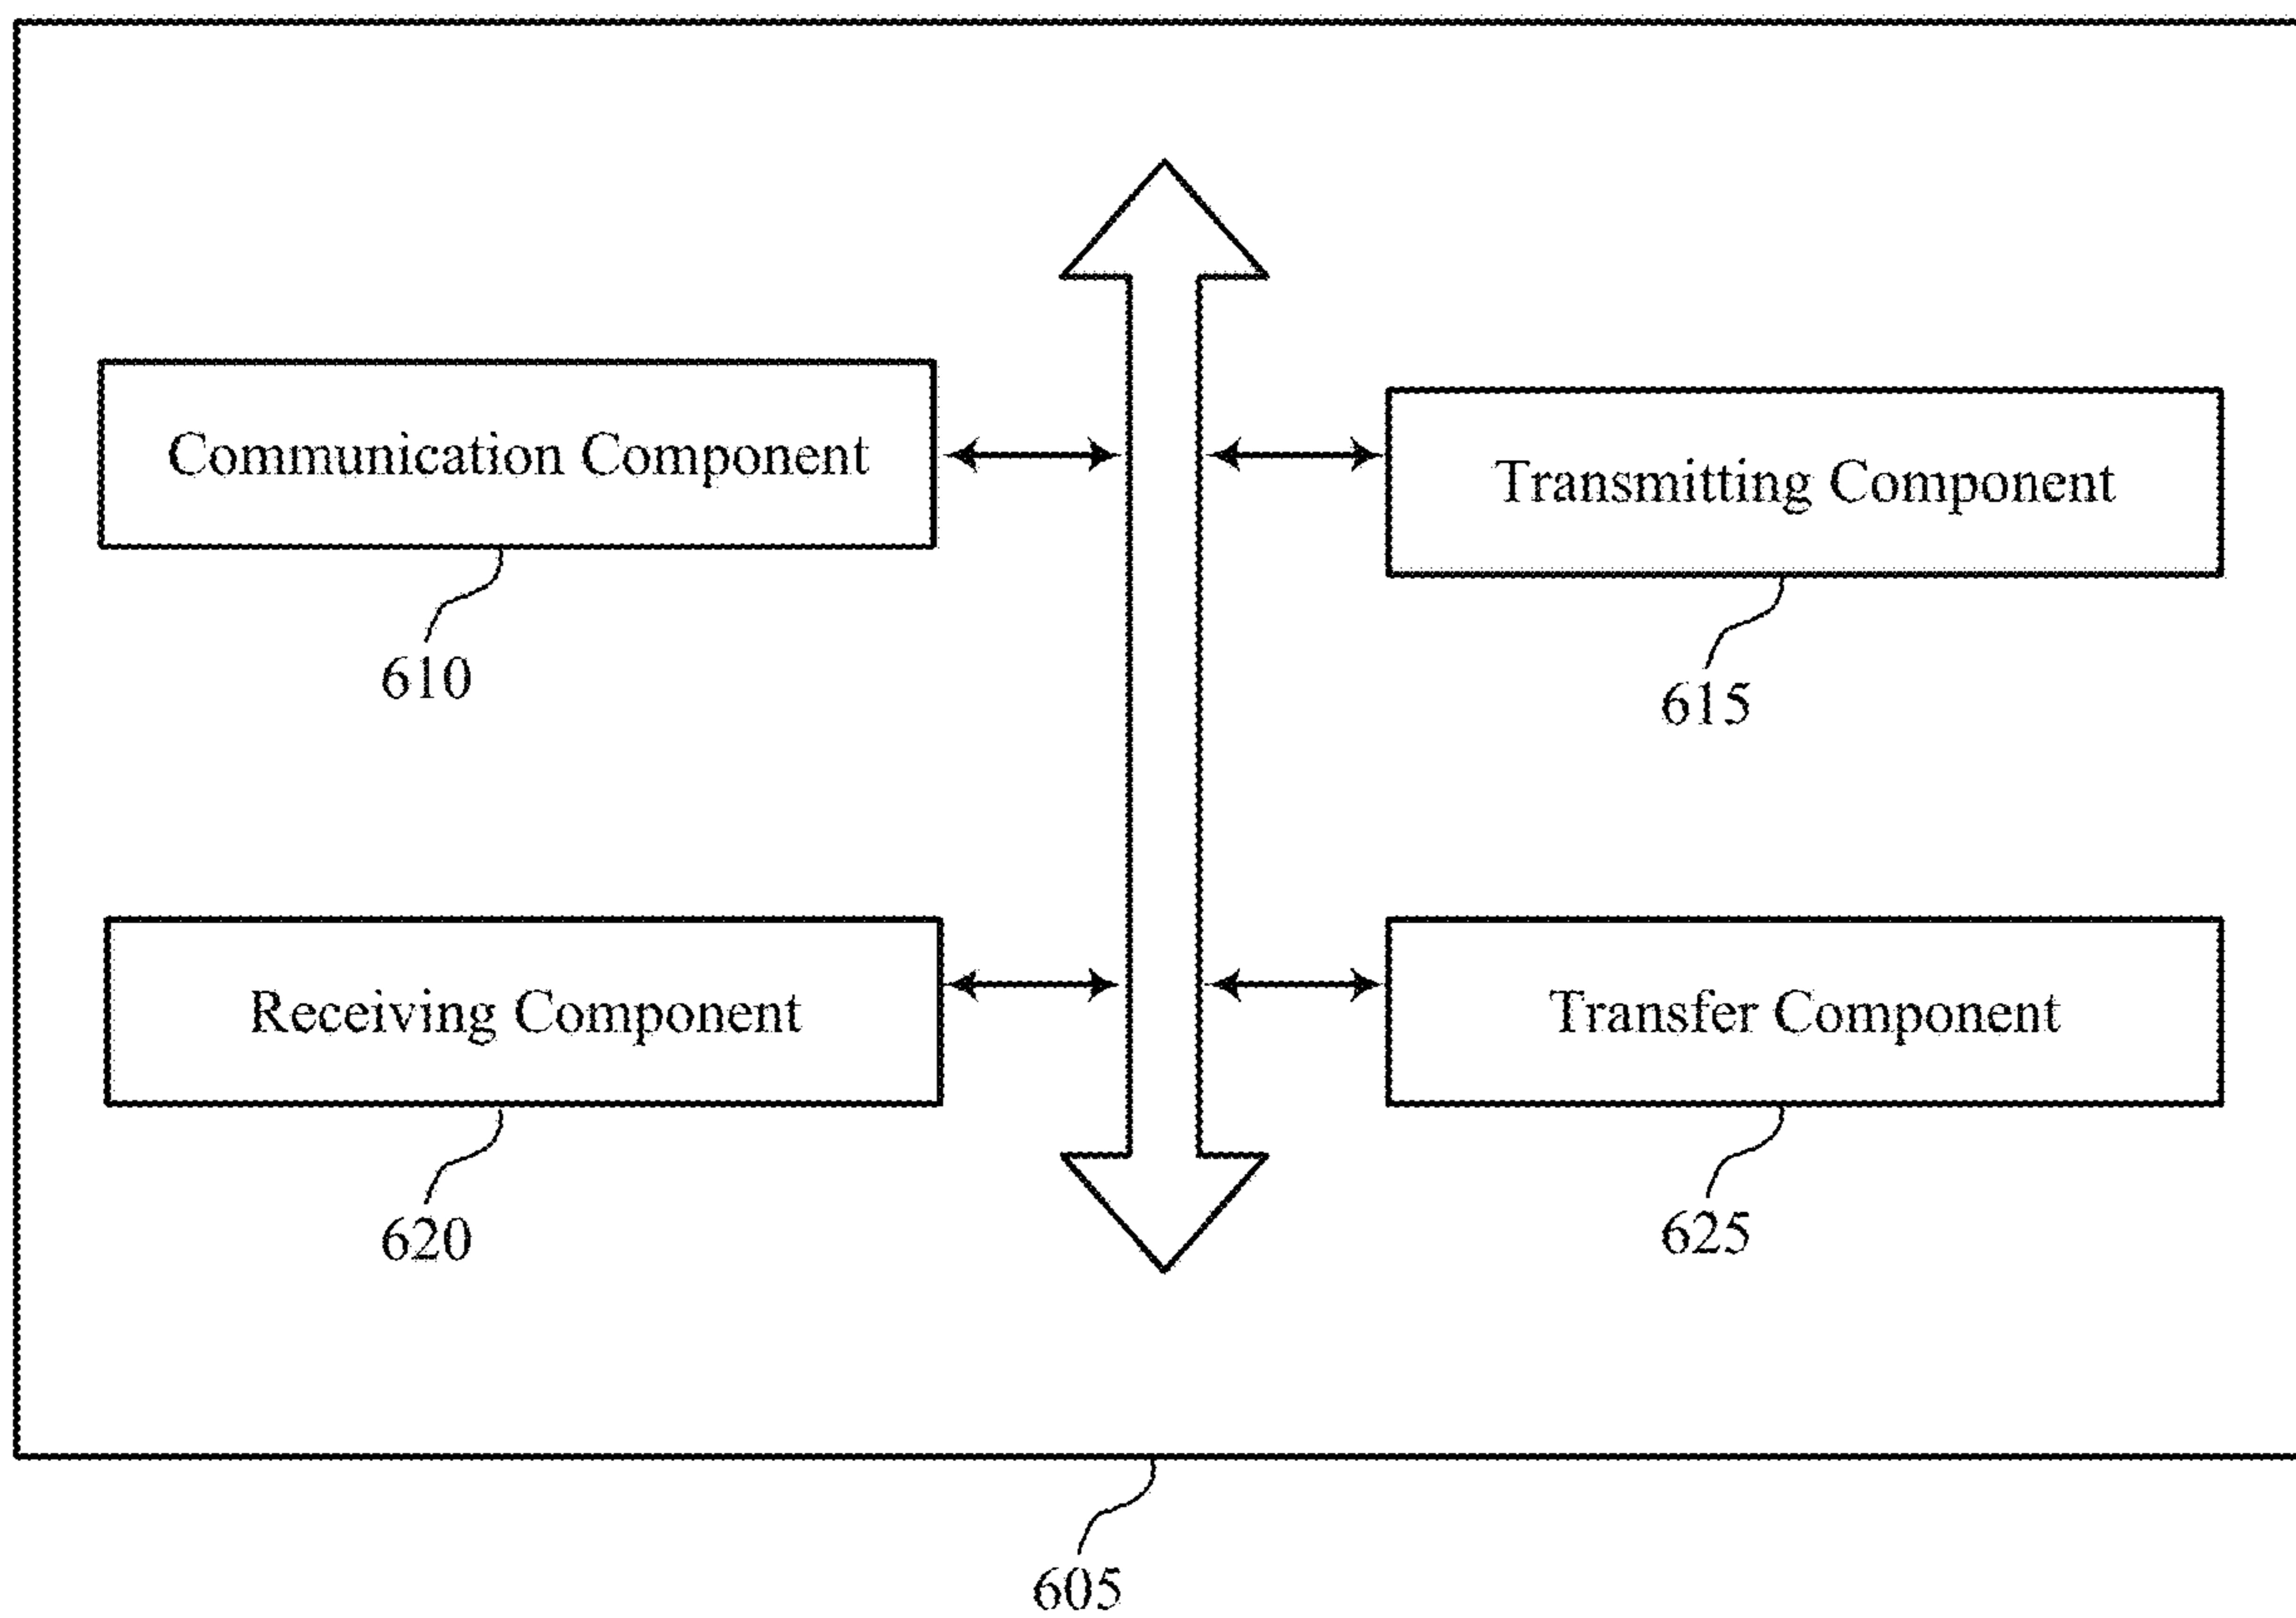 Communication Component
Transmitting Component
610
615
Receiving Component
Transfer Component
620
625
605